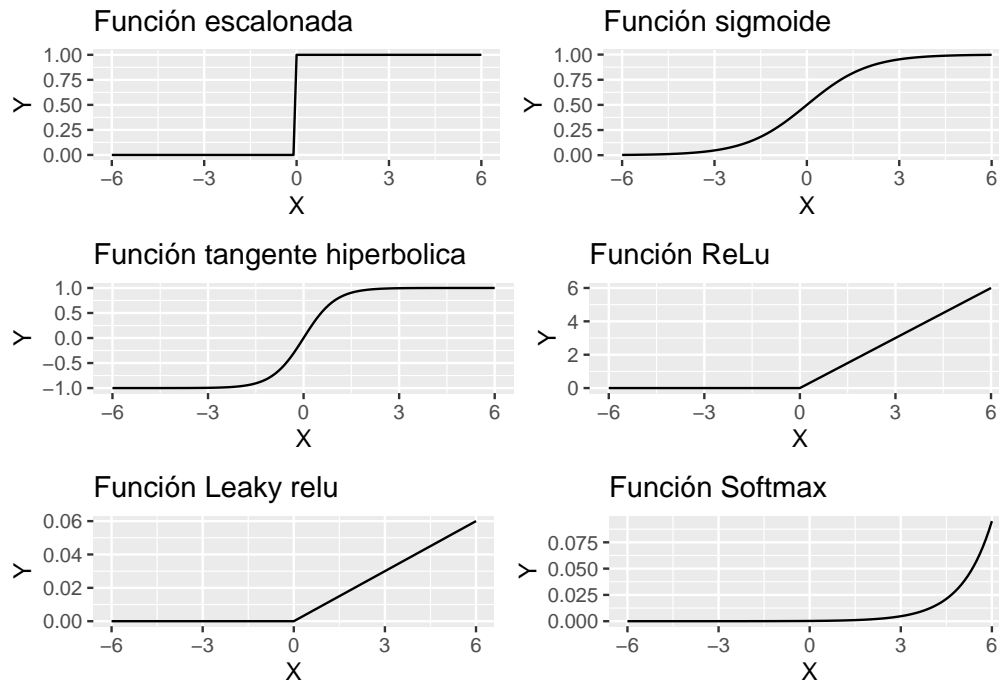 Función escalonada
1.00
0.75
0.50
0.25
0.00
Y
−6 −3 0 3 6
X
Función sigmoide
1.00
0.75
0.50
0.25
0.00
Y
−6 −3 0 3 6
X
Función tangente hiperbolica
1.0
0.5
0.0
−0.5
−1.0
Y
−6 −3 0 3 6
X
Función ReLu
6
4
2
0
Y
−6 −3 0 3 6
X
Función Leaky relu
0.06
0.04
0.02
0.00
Y
−6 −3 0 3 6
X
Función Softmax
0.075
0.050
0.025
0.000
Y
−6 −3 0 3 6
X